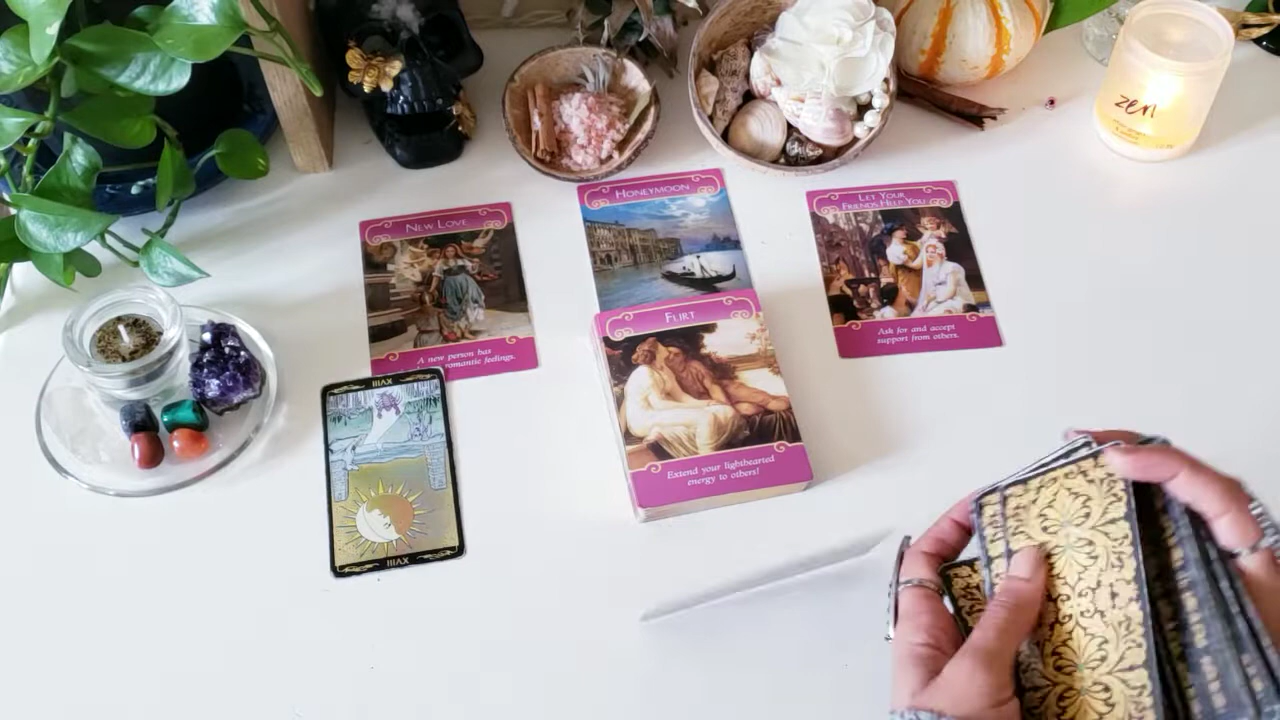 zen
NEW LOVE
A new person has
romantic feelings.
HONEYMOON
LET YOUR
FRIENDS HELP YOU
Ask for and accept
support from others.
FLIRT
Extend your lighthearted
energy to others!
XVIII
XVIII